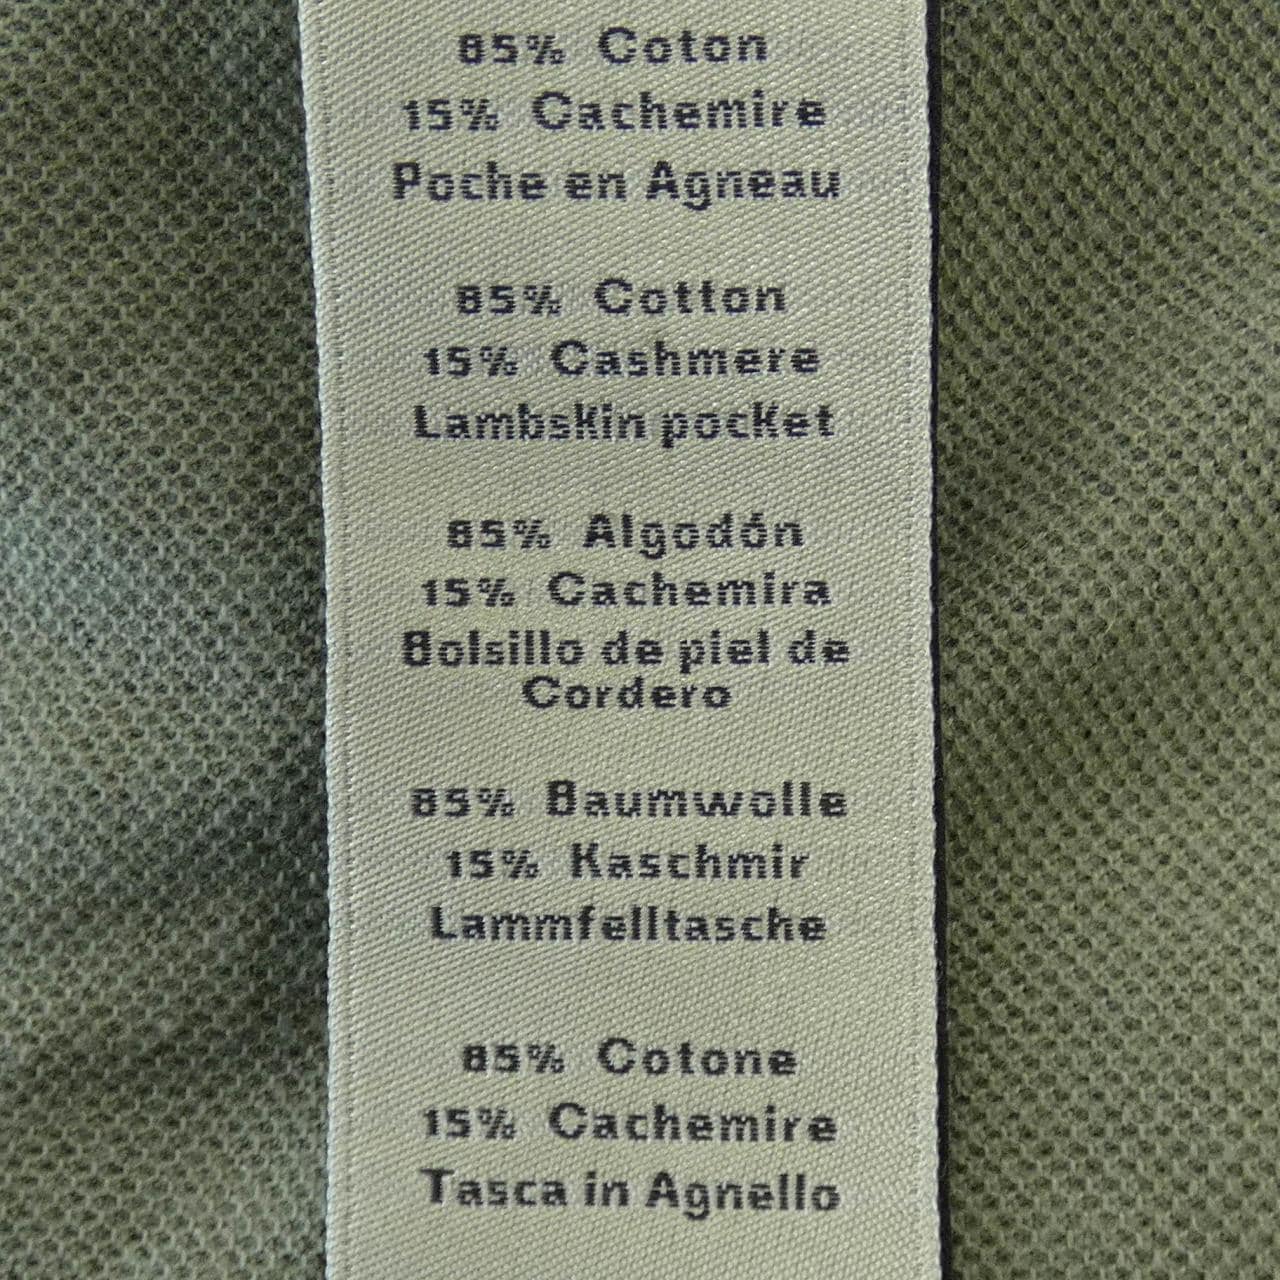 85% Coton
15% Cachemire
Poche en Agneau
85% Cotton
15% Cashmere
Lambskin pocket
85% Algodón
15% Cachemira
Bolsillo de piel de
Cordero
85% Baumwolle
15% Kaschmir
Lammfelltasche
85% Cotone
15% Cachemire
Tasca in Agnello